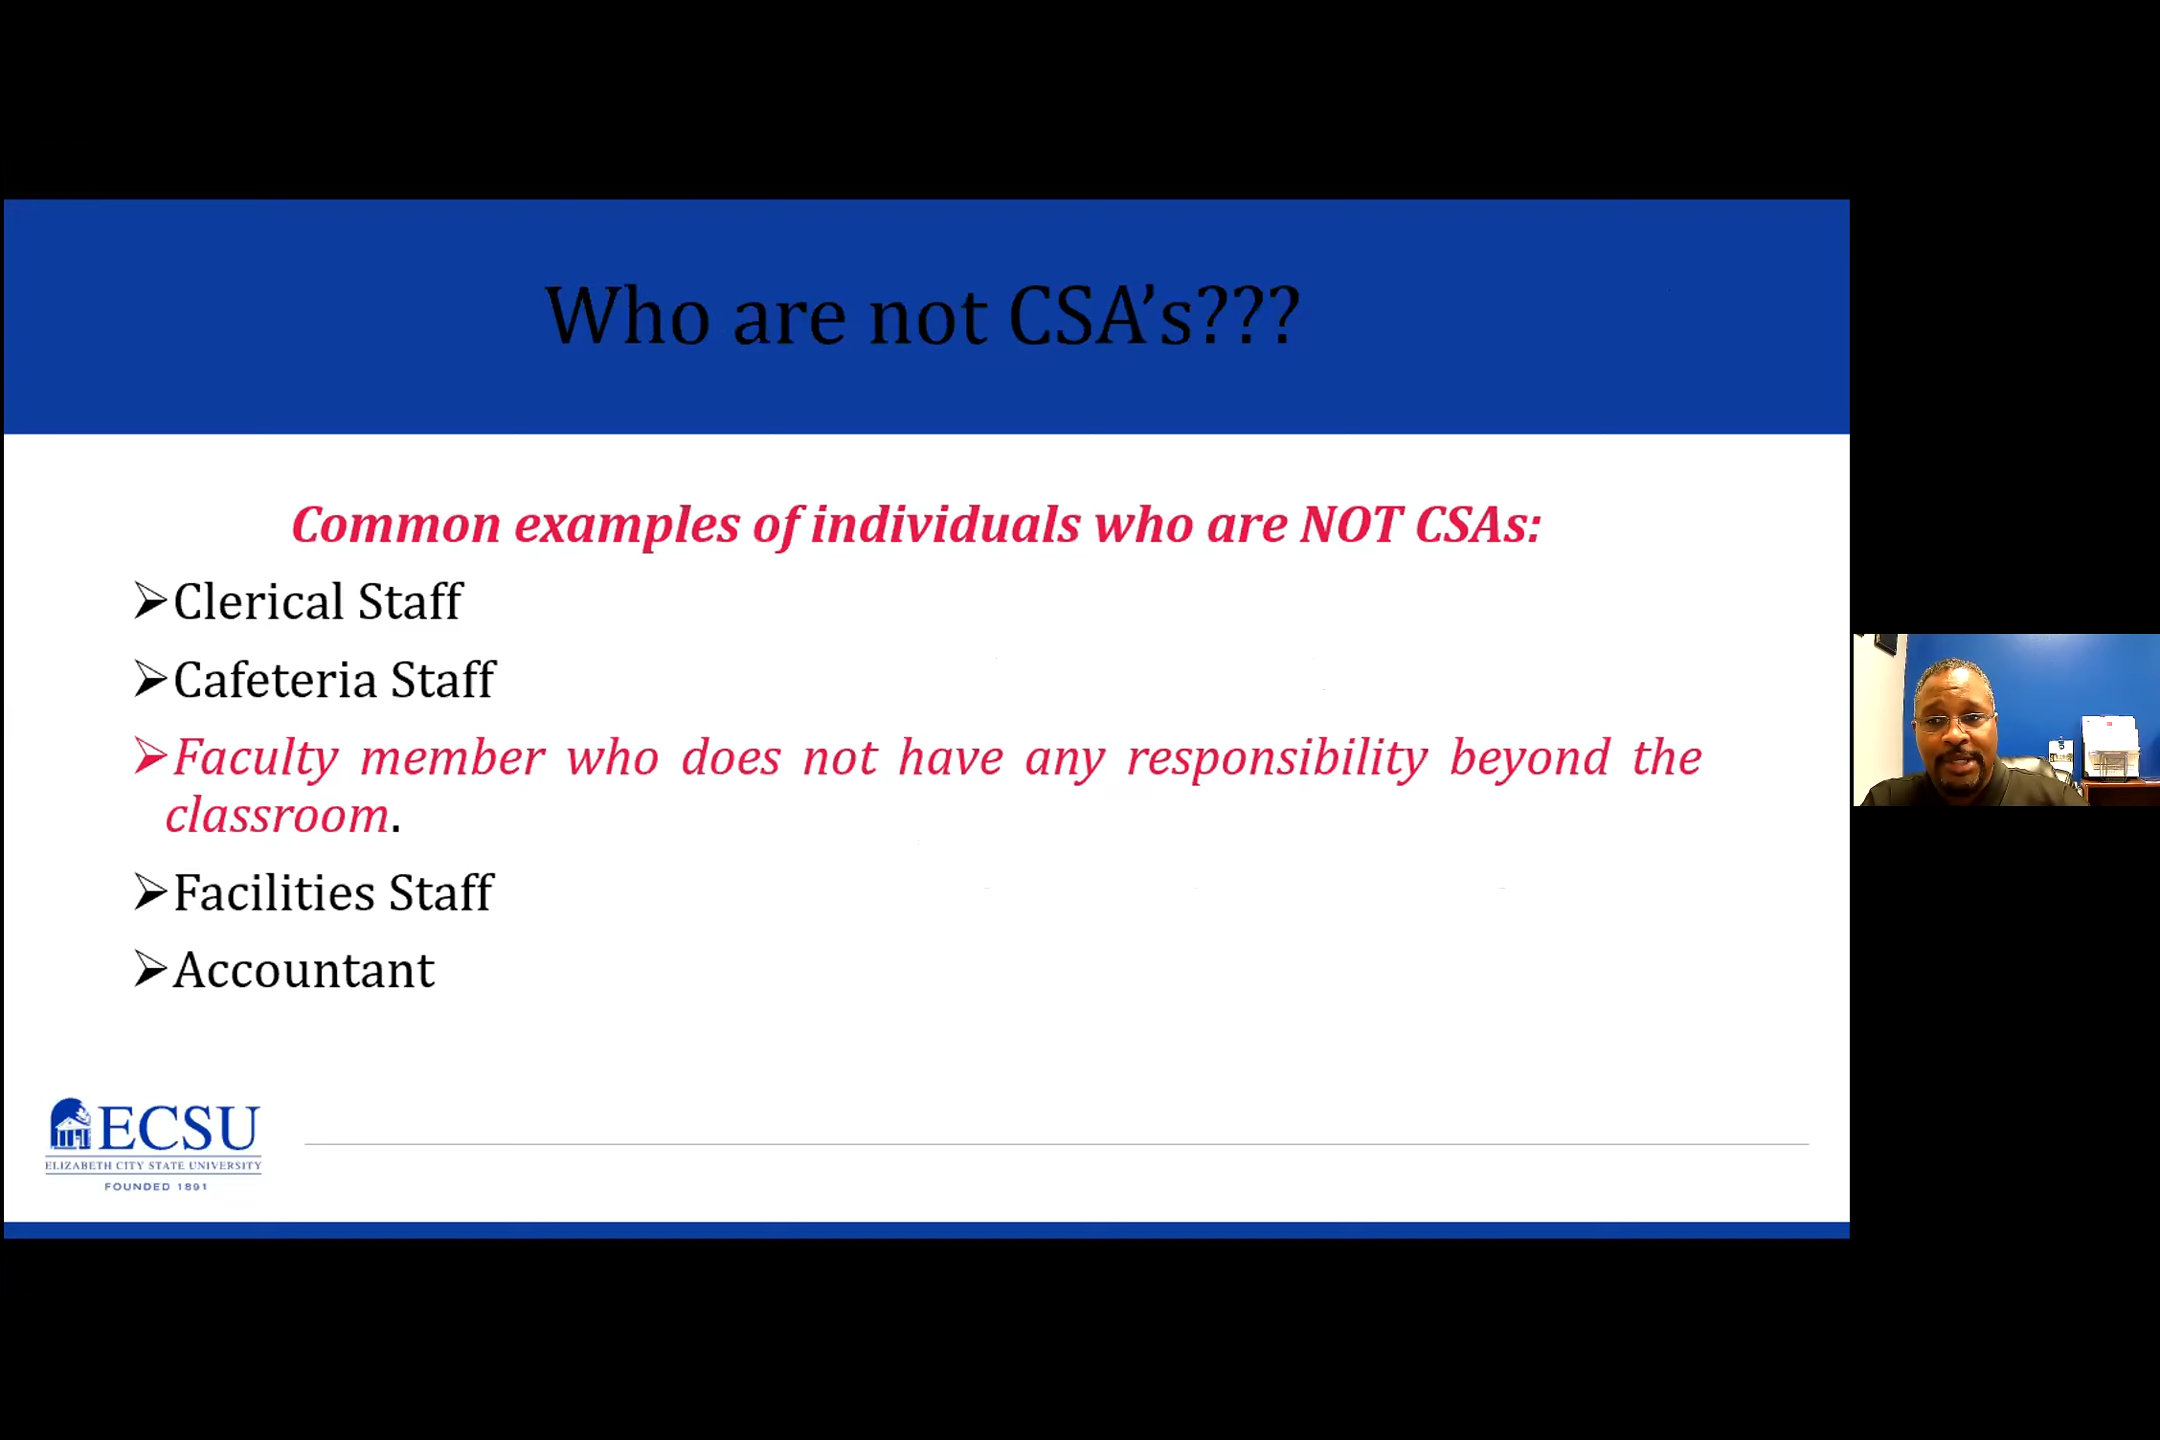 Who are not CSA’s???
Common examples of individuals who are NOT CSAs:
➢Clerical Staff
➢Cafeteria Staff
➢Faculty member who does not have any responsibility beyond the
classroom.
➢Facilities Staff
➢Accountant
ECSU
ELIZABETH CITY STATE UNIVERSITY
FOUNDED 1891